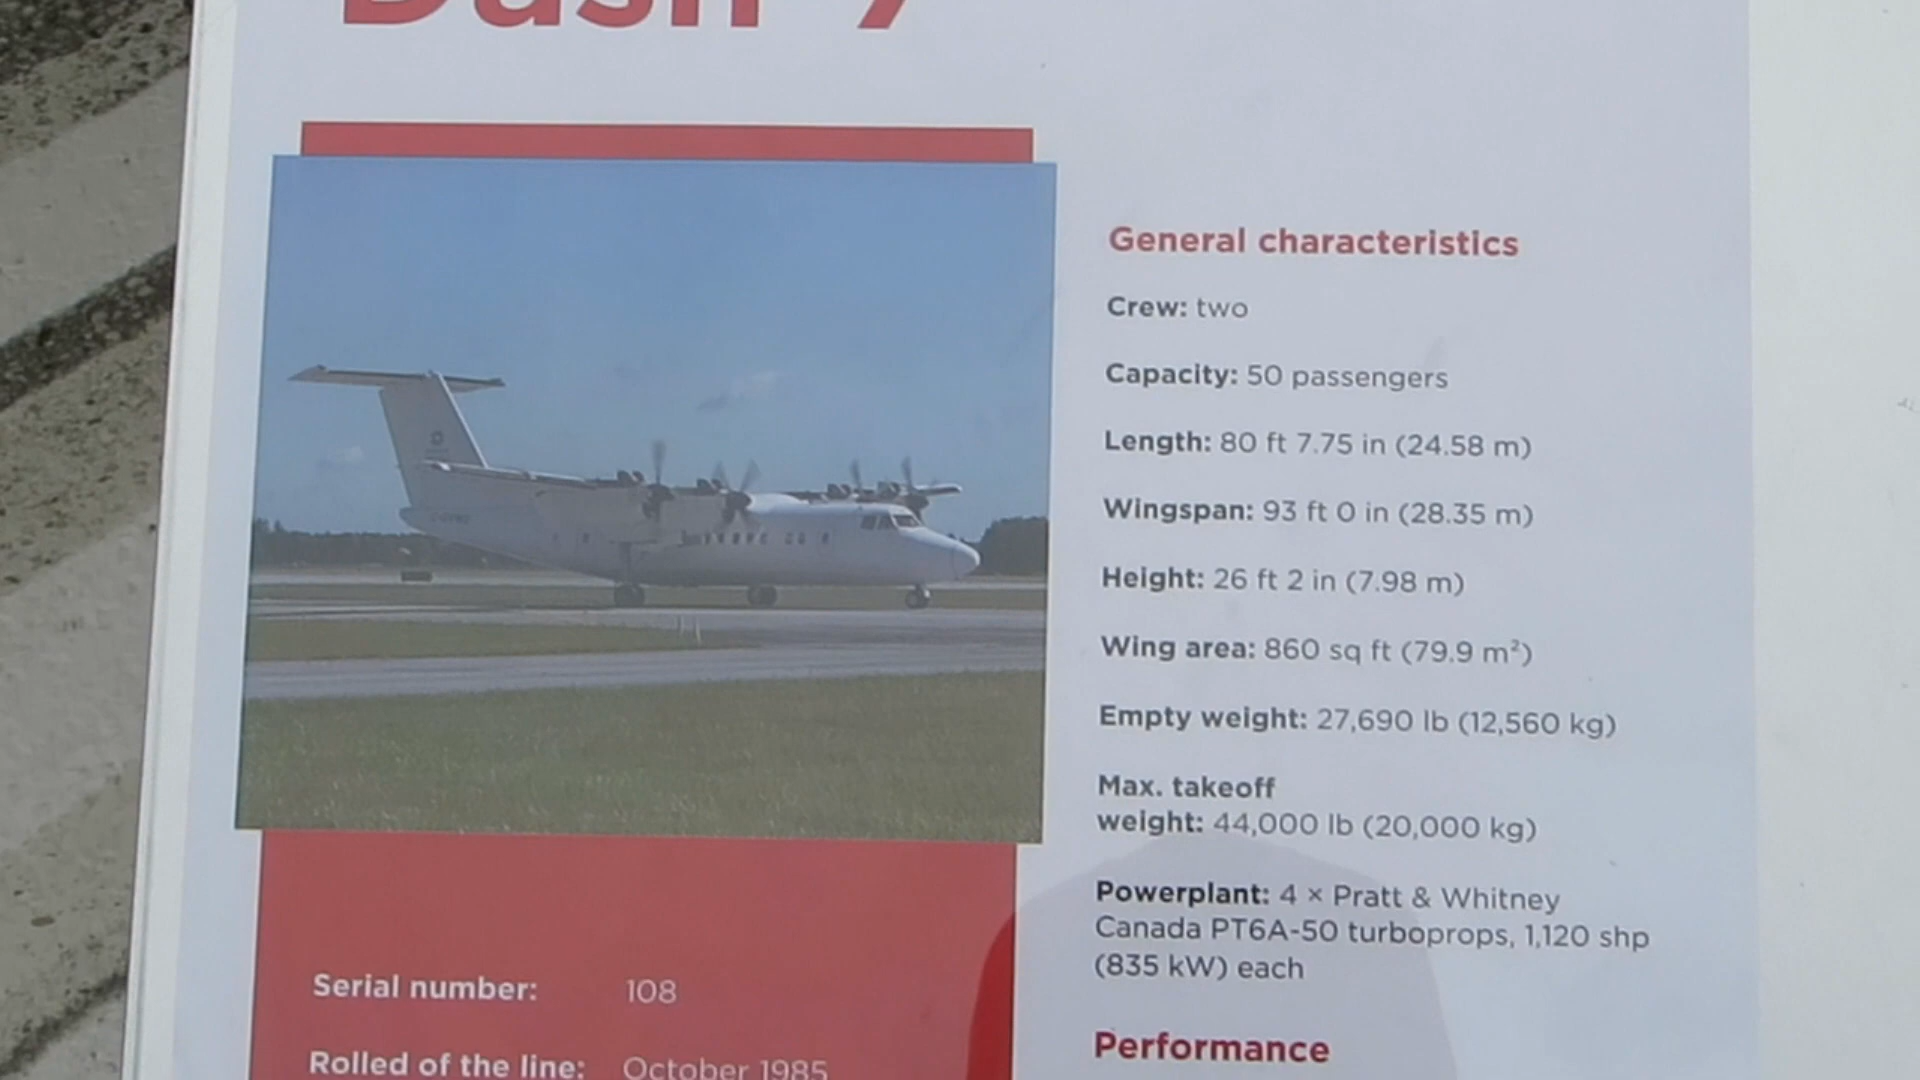 Dash 7
General characteristics
Crew: two
Capacity: 50 passengers
Length: 80 ft 7.75 in (24.58 m)
Wingspan: 93 ft 0 in (28.35 m)
Height: 26 ft 2 in (7.98 m)
Wing area: 860 sq ft (79.9 m²)
Empty weight: 27,690 lb (12,560 kg)
Max. takeoff
weight: 44,000 lb (20,000 kg)
Powerplant: 4 × Pratt & Whitney
Canada PT6A-50 turboprops, 1,120 shp
(835 kW) each
Performance
Serial number: 108
Rolled of the line: October 1985